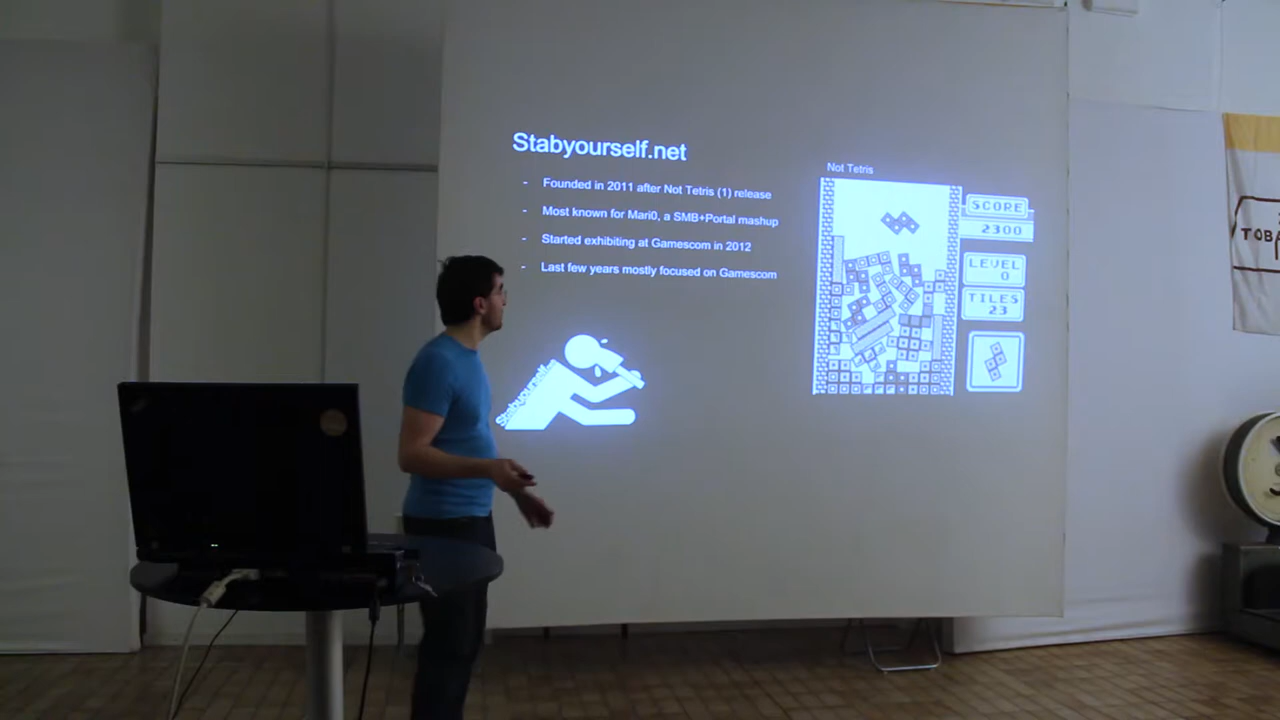 Stabyourself.net
- Founded in 2011 after Not Tetris (1) release
- Most known for Mari0, a SMB+Portal mashup
- Started exhibiting at Gamescom in 2012
- Last few years mostly focused on Gamescom
Stabyourself
Not Tetris
SCORE
2300
LEVEL
0
TILES
23